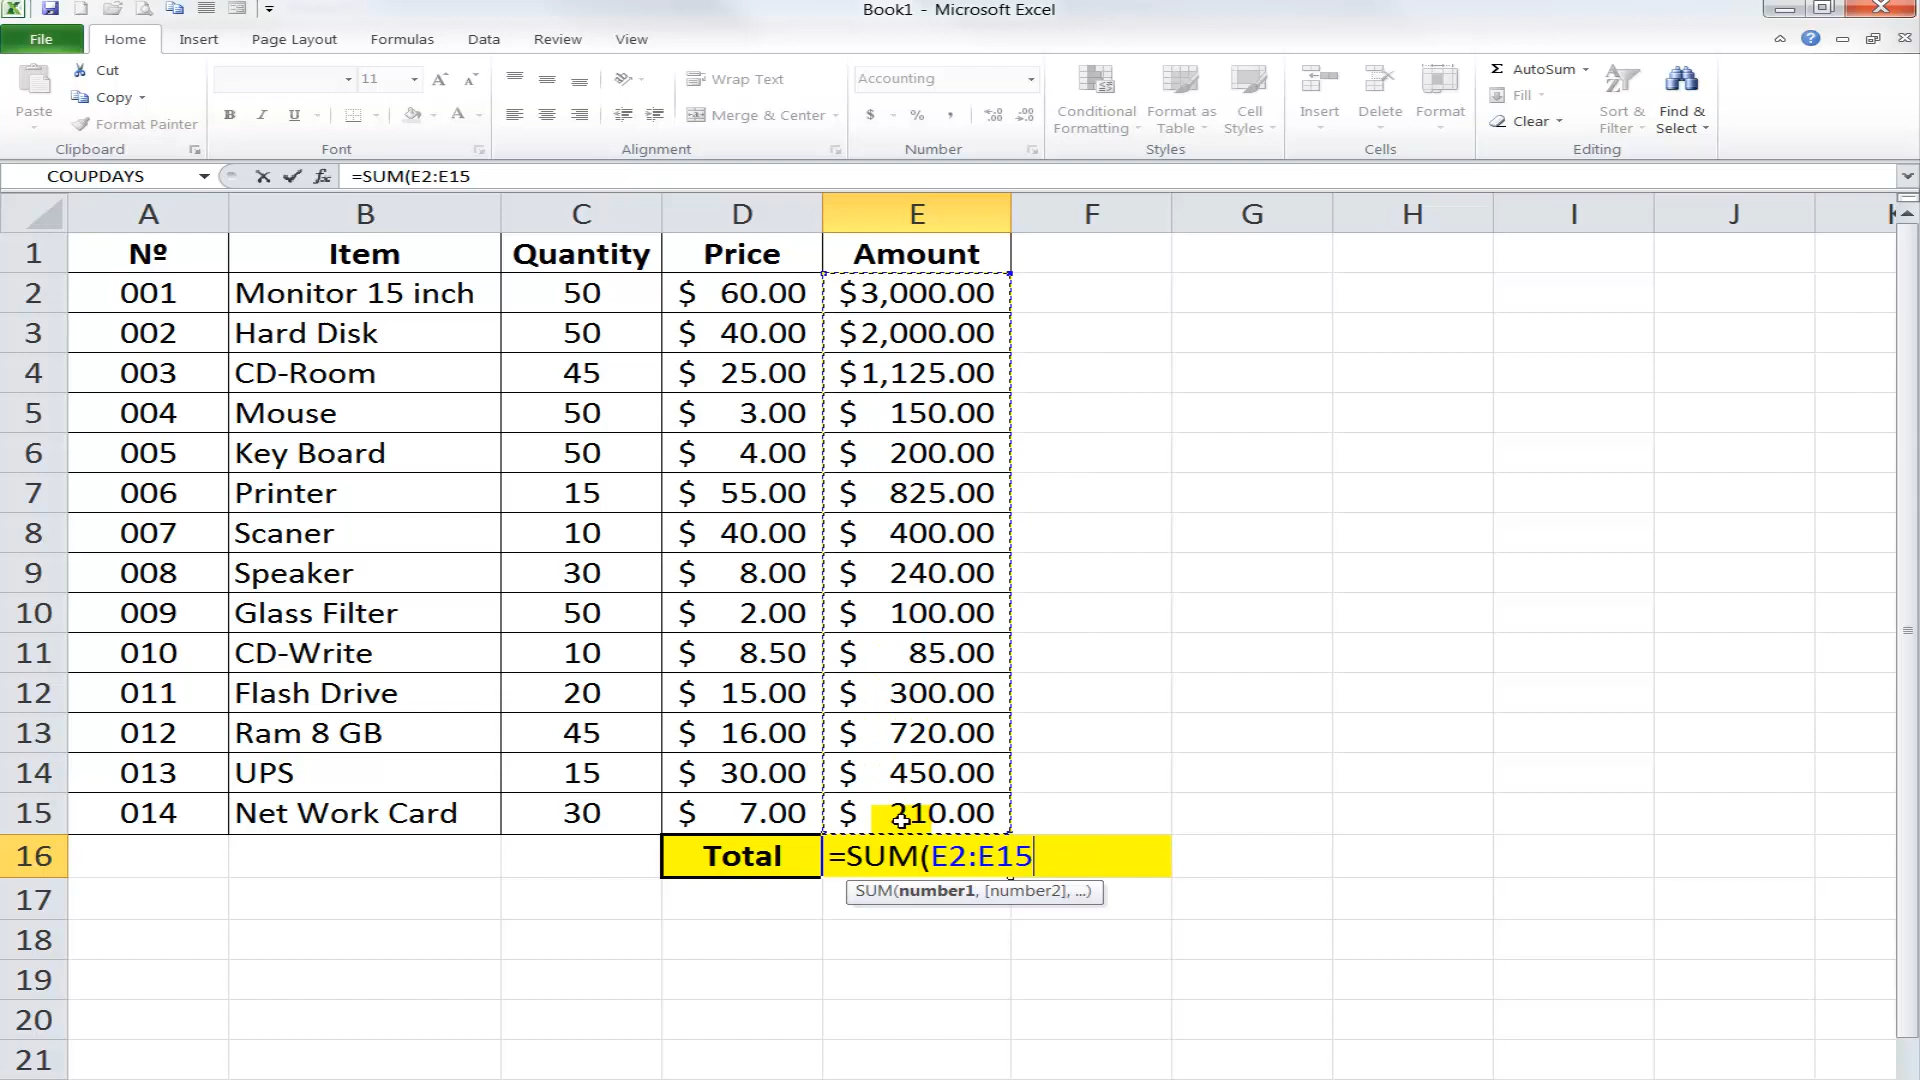 Book1 - Microsoft Excel
File Home Insert Page Layout Formulas Data Review View
Paste
Cut
Copy
Format Painter
Clipboard
11
B I U
A
Font
Wrap Text
Merge & Center
Alignment
Accounting
$ % ,
Number
Conditional Formatting
Format as Table
Cell Styles
Styles
Insert Delete Format
Cells
Σ AutoSum
Fill
Clear
Sort & Filter
Find & Select
Editing
COUPDAYS fx =SUM(E2:E15
A B C D E F G H I J
1 Nº Item Quantity Price Amount
2 001 Monitor 15 inch 50 $ 60.00 $3,000.00
3 002 Hard Disk 50 $ 40.00 $2,000.00
4 003 CD-Room 45 $ 25.00 $1,125.00
5 004 Mouse 50 $ 3.00 $ 150.00
6 005 Key Board 50 $ 4.00 $ 200.00
7 006 Printer 15 $ 55.00 $ 825.00
8 007 Scaner 10 $ 40.00 $ 400.00
9 008 Speaker 30 $ 8.00 $ 240.00
10 009 Glass Filter 50 $ 2.00 $ 100.00
11 010 CD-Write 10 $ 8.50 $ 85.00
12 011 Flash Drive 20 $ 15.00 $ 300.00
13 012 Ram 8 GB 45 $ 16.00 $ 720.00
14 013 UPS 15 $ 30.00 $ 450.00
15 014 Net Work Card 30 $ 7.00 $ 210.00
16 Total =SUM(E2:E15
SUM(number1, [number2], ...)
17
18
19
20
21